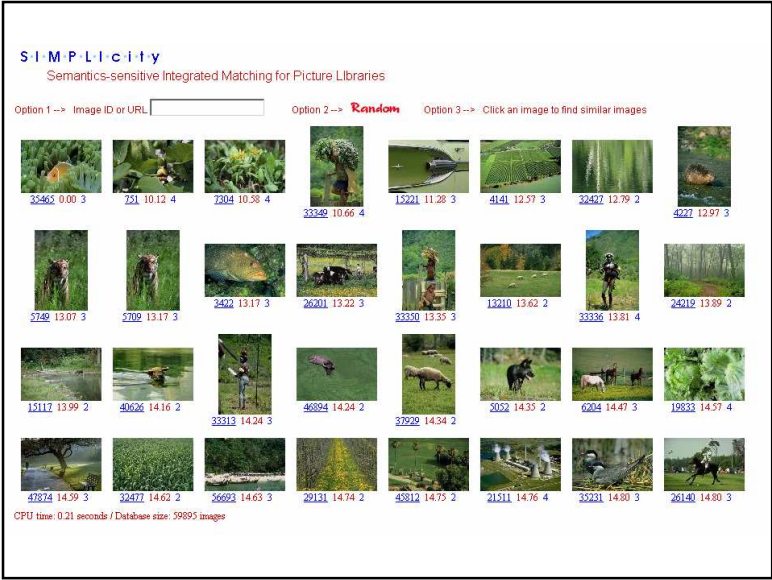 S·I·M·P·L·I·c·i·t·y
Semantics-sensitive Integrated Matching for Picture LIbraries
Option 1 --> Image ID or URL Option 2 --> Random Option 3 --> Click an image to find similar images
35465 0.00 3 751 10.12 4 7304 10.58 4 33349 10.66 4 15221 11.28 3 4141 12.57 3 32427 12.79 2 4227 12.97 3
5749 13.07 3 5709 13.17 3 3422 13.17 3 26201 13.22 3 33350 13.35 3 13210 13.62 2 33336 13.81 4 24219 13.89 2
15117 13.99 2 40626 14.16 2 33313 14.24 3 46894 14.24 2 37929 14.34 2 5052 14.35 2 6204 14.47 3 19833 14.57 4
47874 14.59 3 32477 14.62 2 56693 14.63 3 29131 14.74 2 45812 14.75 2 21511 14.76 4 35231 14.80 3 26140 14.80 3
CPU time: 0.21 seconds / Database size: 59895 images